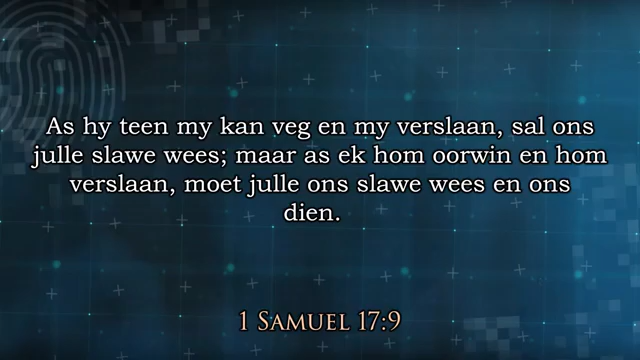 As hy teen my kan veg en my verslaan, sal ons
julle slawe wees; maar as ek hom oorwin en hom
verslaan, moet julle ons slawe wees en ons
dien.
1 Samuel 17:9